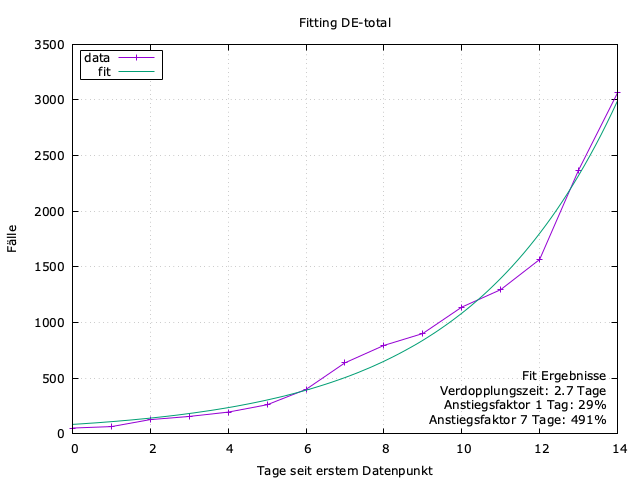 Fitting DE-total
3500
3000
2500
2000
1500
1000
500
0
Fälle
data
fit
Fit Ergebnisse
Verdopplungszeit: 2.7 Tage
Anstiegsfaktor 1 Tag: 29%
Anstiegsfaktor 7 Tage: 491%
0 2 4 6 8 10 12 14
Tage seit erstem Datenpunkt